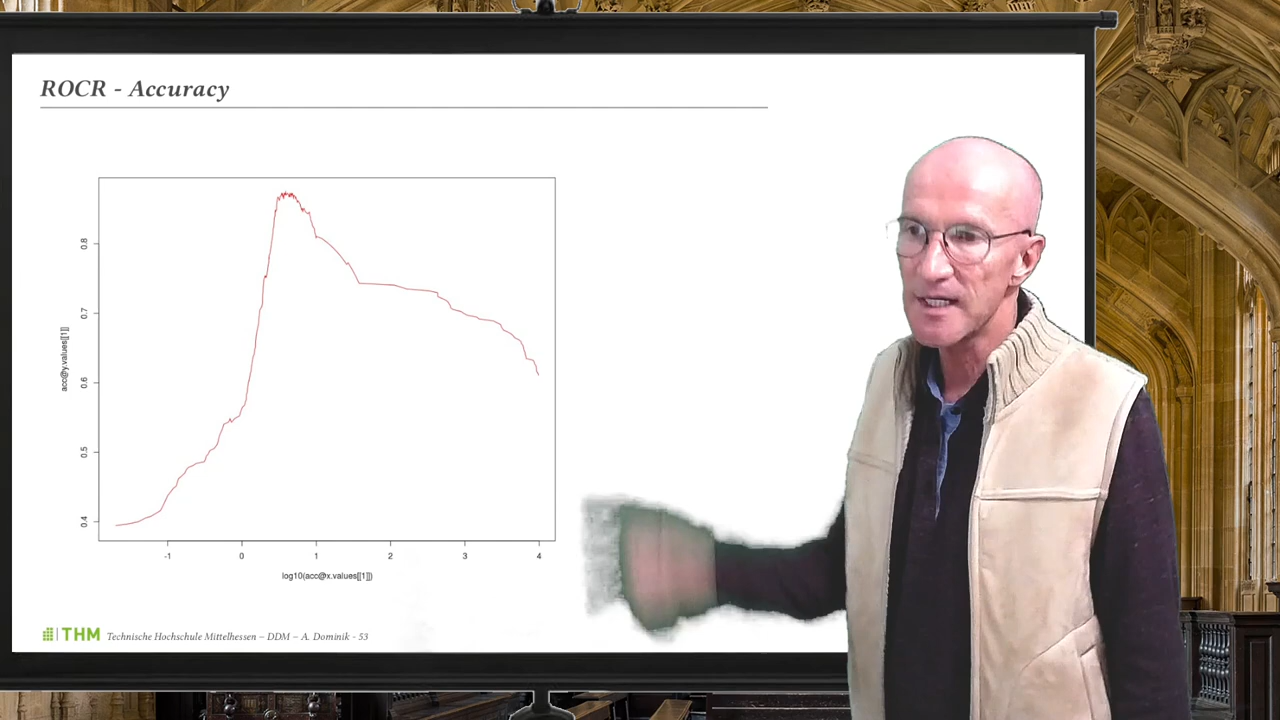 ROCR - Accuracy
acc@y.values[[1]]
0.8
0.7
0.6
0.5
0.4
-1 0 1 2 3 4
log10(acc@x.values[[1]])
THM Technische Hochschule Mittelhessen – DDM – A. Dominik - 53